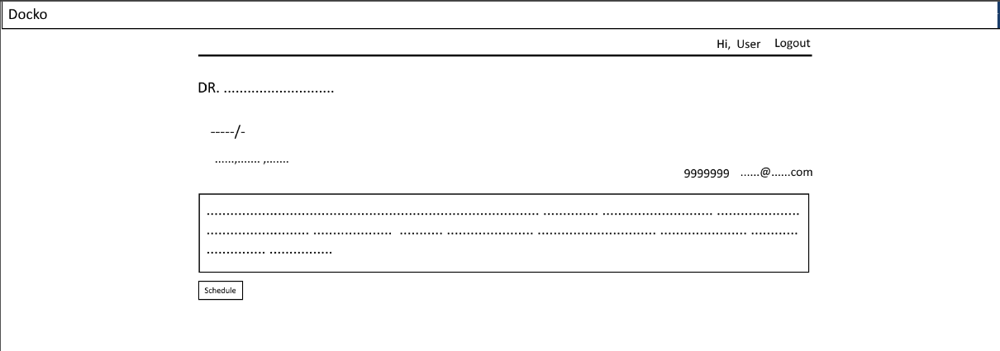 Docko
Hi, User Logout
DR. ............................
-----/-
......,....... ,.......
9999999 ......@......com
..................................................................................... .............. ............................ .....................
.......................... .................... ........... ...................... .............................. ...................... ............
............... ................
Schedule